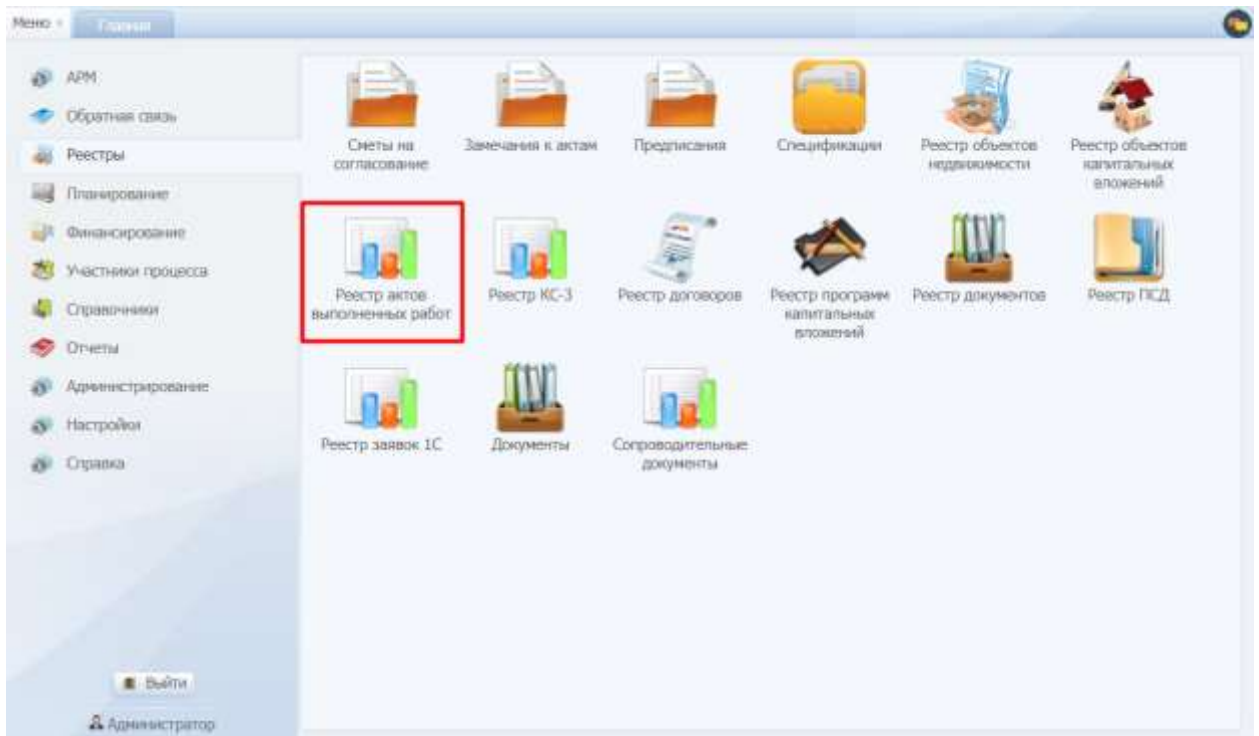 Меню
Главная
АРМ
Обратная связь
Реестры
Планирование
Финансирование
Участники процесса
Справочники
Отчеты
Администрирование
Настройки
Справка
Выйти
Администратор
Сметы на
согласование
Замечания к актам
Предписания
Спецификации
Реестр объектов
недвижимости
Реестр объектов
капитальных
вложений
Реестр актов
выполненных работ
Реестр КС-3
Реестр договоров
Реестр программ
капитальных
вложений
Реестр документов
Реестр ПСД
Реестр заявок 1С
Документы
Сопроводительные
документы